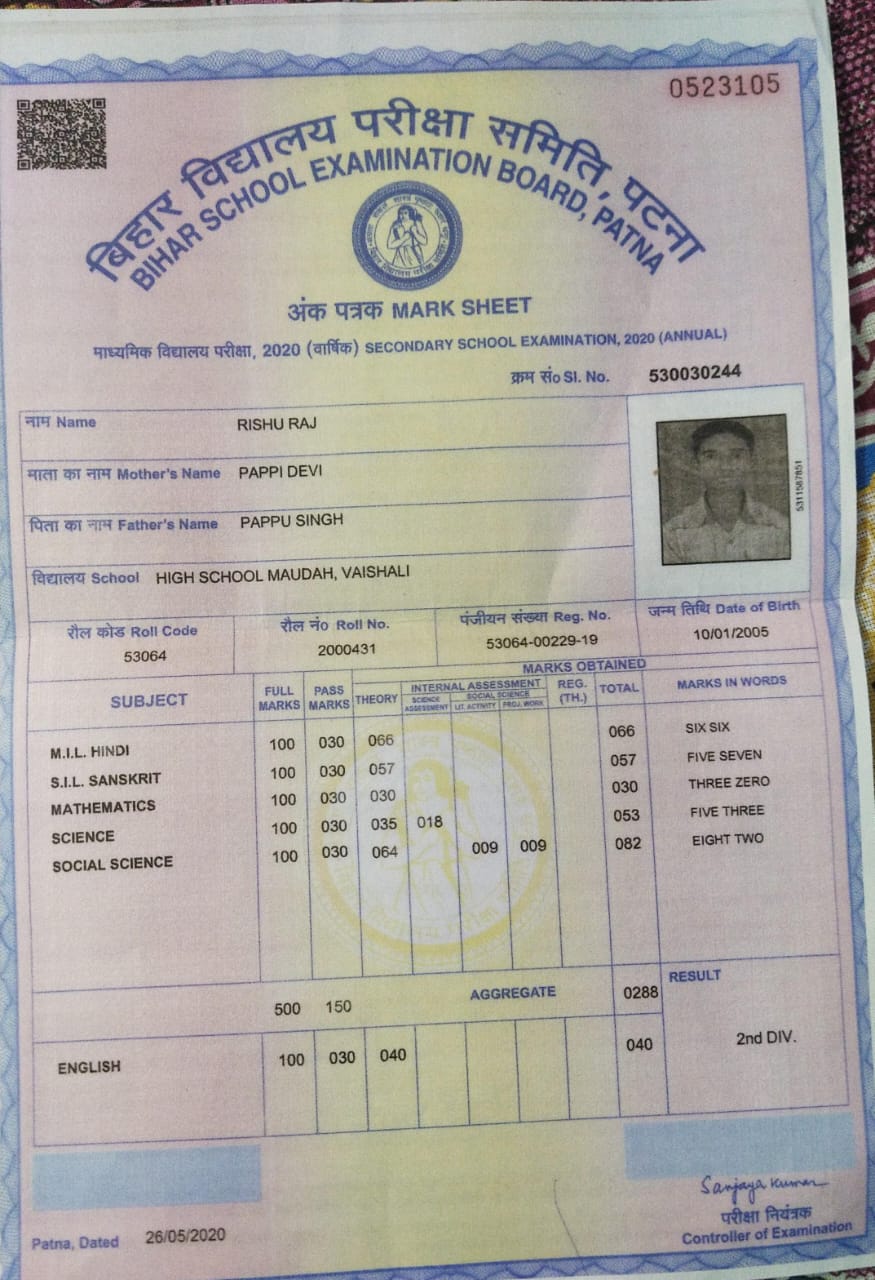 0523105
बिहार विद्यालय परीक्षा समिति, पटना
BIHAR SCHOOL EXAMINATION BOARD, PATNA
अंक पत्रक MARK SHEET
माध्यमिक विद्यालय परीक्षा, 2020 (वार्षिक) SECONDARY SCHOOL EXAMINATION, 2020 (ANNUAL)
क्रम सं० Sl. No. 530030244
नाम Name RISHU RAJ
माता का नाम Mother's Name PAPPI DEVI
पिता का नाम Father's Name PAPPU SINGH
5311587851
विद्यालय School HIGH SCHOOL MAUDAH, VAISHALI
रौल कोड Roll Code रौल नं० Roll No. पंजीयन संख्या Reg. No. जन्म तिथि Date of Birth
53064 2000431 53064-00229-19 10/01/2005
MARKS OBTAINED
SUBJECT FULL MARKS PASS MARKS THEORY INTERNAL ASSESSMENT SCIENCE ASSESSMENT SOCIAL SCIENCE LIT. ACTIVITY PROJ. WORK REG. (TH.) TOTAL MARKS IN WORDS
M.I.L. HINDI 100 030 066 066 SIX SIX
S.I.L. SANSKRIT 100 030 057 057 FIVE SEVEN
MATHEMATICS 100 030 030 030 THREE ZERO
SCIENCE 100 030 035 018 053 FIVE THREE
SOCIAL SCIENCE 100 030 064 009 009 082 EIGHT TWO
500 150 AGGREGATE 0288 RESULT
2nd DIV.
ENGLISH 100 030 040 040
Sanjaya Kumar
परीक्षा नियंत्रक
Controller of Examination
Patna, Dated 26/05/2020